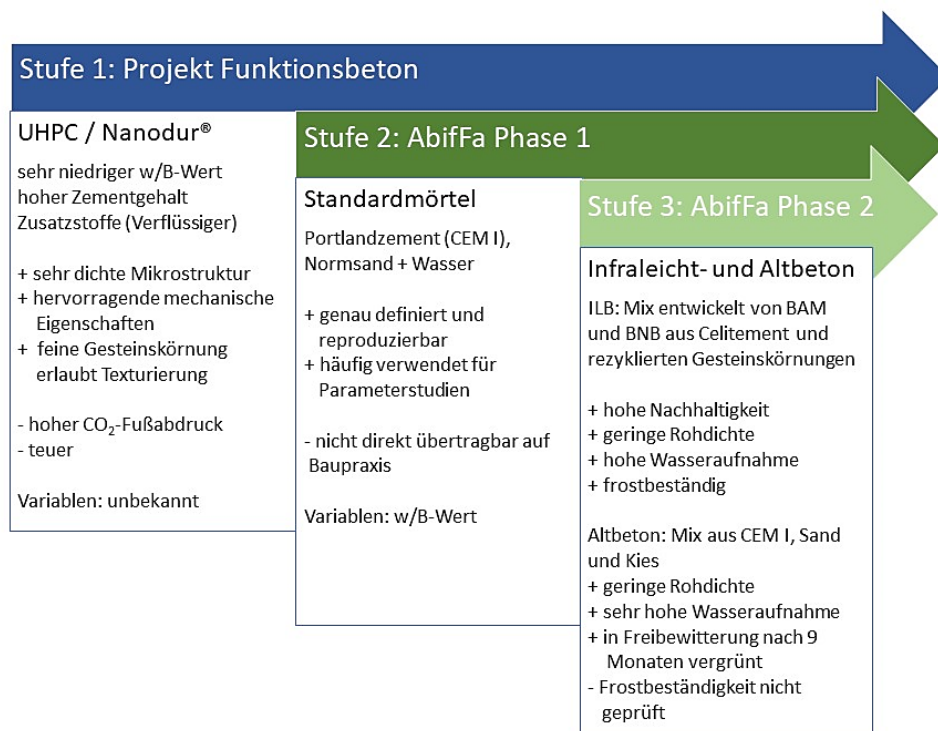 Stufe 1: Projekt Funktionsbeton
UHPC / Nanodur®
sehr niedriger w/B-Wert
hoher Zementgehalt
Zusatzstoffe (Verflüssiger)
+ sehr dichte Mikrostruktur
+ hervorragende mechanische
Eigenschaften
+ feine Gesteinskörnung
erlaubt Texturierung
- hoher CO₂-Fußabdruck
- teuer
Variablen: unbekannt
Stufe 2: AbifFa Phase 1
Standardmörtel
Portlandzement (CEM I),
Normsand + Wasser
+ genau definiert und
reproduzierbar
+ häufig verwendet für
Parameterstudien
- nicht direkt übertragbar auf
Baupraxis
Variablen: w/B-Wert
Stufe 3: AbifFa Phase 2
Infraleicht- und Altbeton
ILB: Mix entwickelt von BAM
und BNB aus Celitement und
rezyklierten Gesteinskörnungen
+ hohe Nachhaltigkeit
+ geringe Rohdichte
+ hohe Wasseraufnahme
+ frostbeständig
Altbeton: Mix aus CEM I, Sand
und Kies
+ geringe Rohdichte
+ sehr hohe Wasseraufnahme
+ in Freibewitterung nach 9
Monaten vergrünt
- Frostbeständigkeit nicht
geprüft